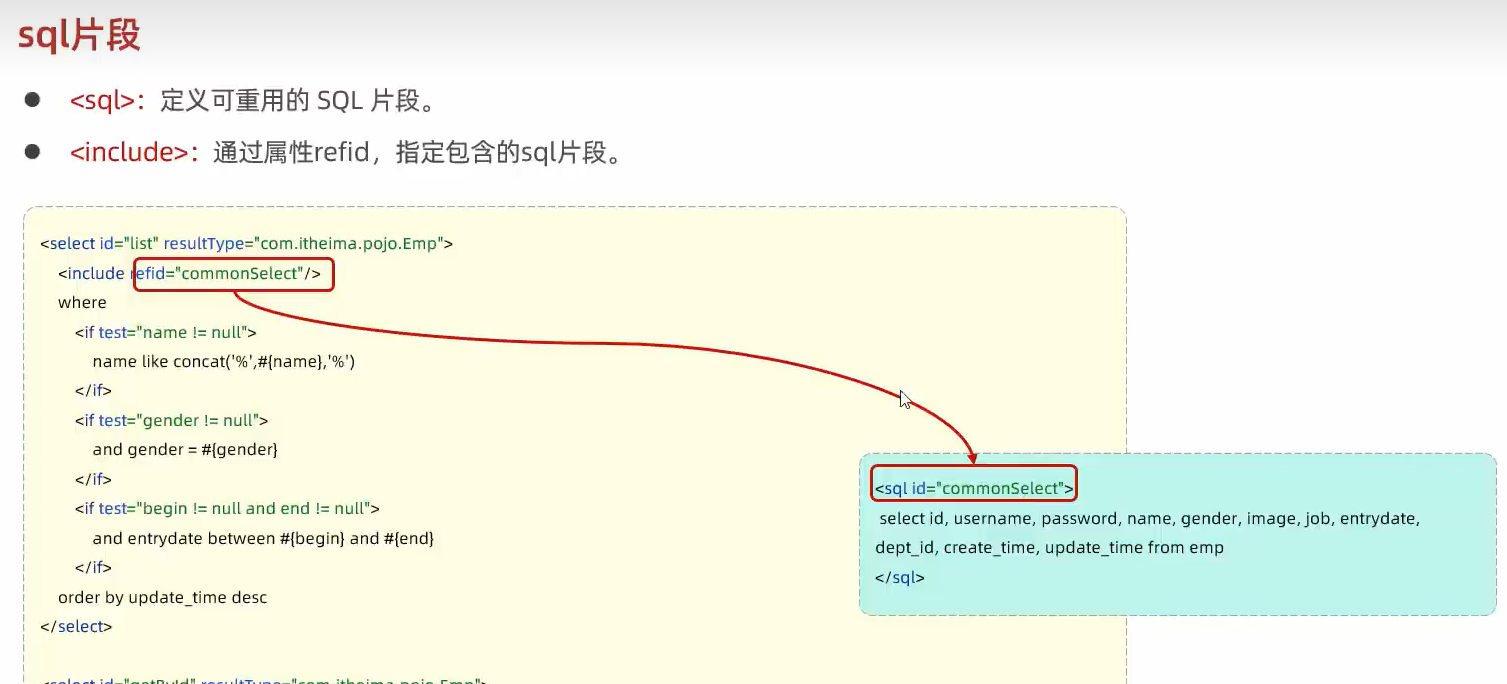 sql片段
● <sql>：定义可重用的 SQL 片段。
● <include>：通过属性refid，指定包含的sql片段。
<select id="list" resultType="com.itheima.pojo.Emp">
<include refid="commonSelect"/>
where
<if test="name != null">
name like concat('%',#{name},'%')
</if>
<if test="gender != null">
and gender = #{gender}
</if>
<if test="begin != null and end != null">
and entrydate between #{begin} and #{end}
</if>
order by update_time desc
</select>
<select id="getById" resultType="com.itheima.pojo.Emp">
<sql id="commonSelect">
select id, username, password, name, gender, image, job, entrydate,
dept_id, create_time, update_time from emp
</sql>